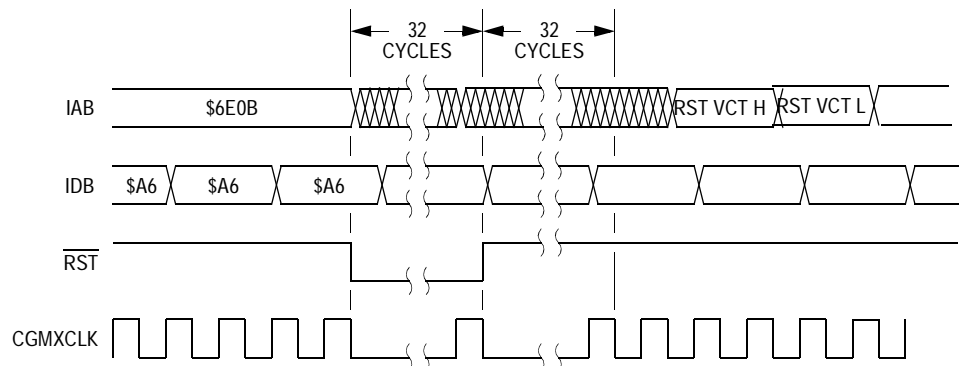 32
CYCLES
32
CYCLES
IAB
$6E0B
RST VCT H
RST VCT L
IDB
$A6
$A6
$A6
RST
CGMXCLK